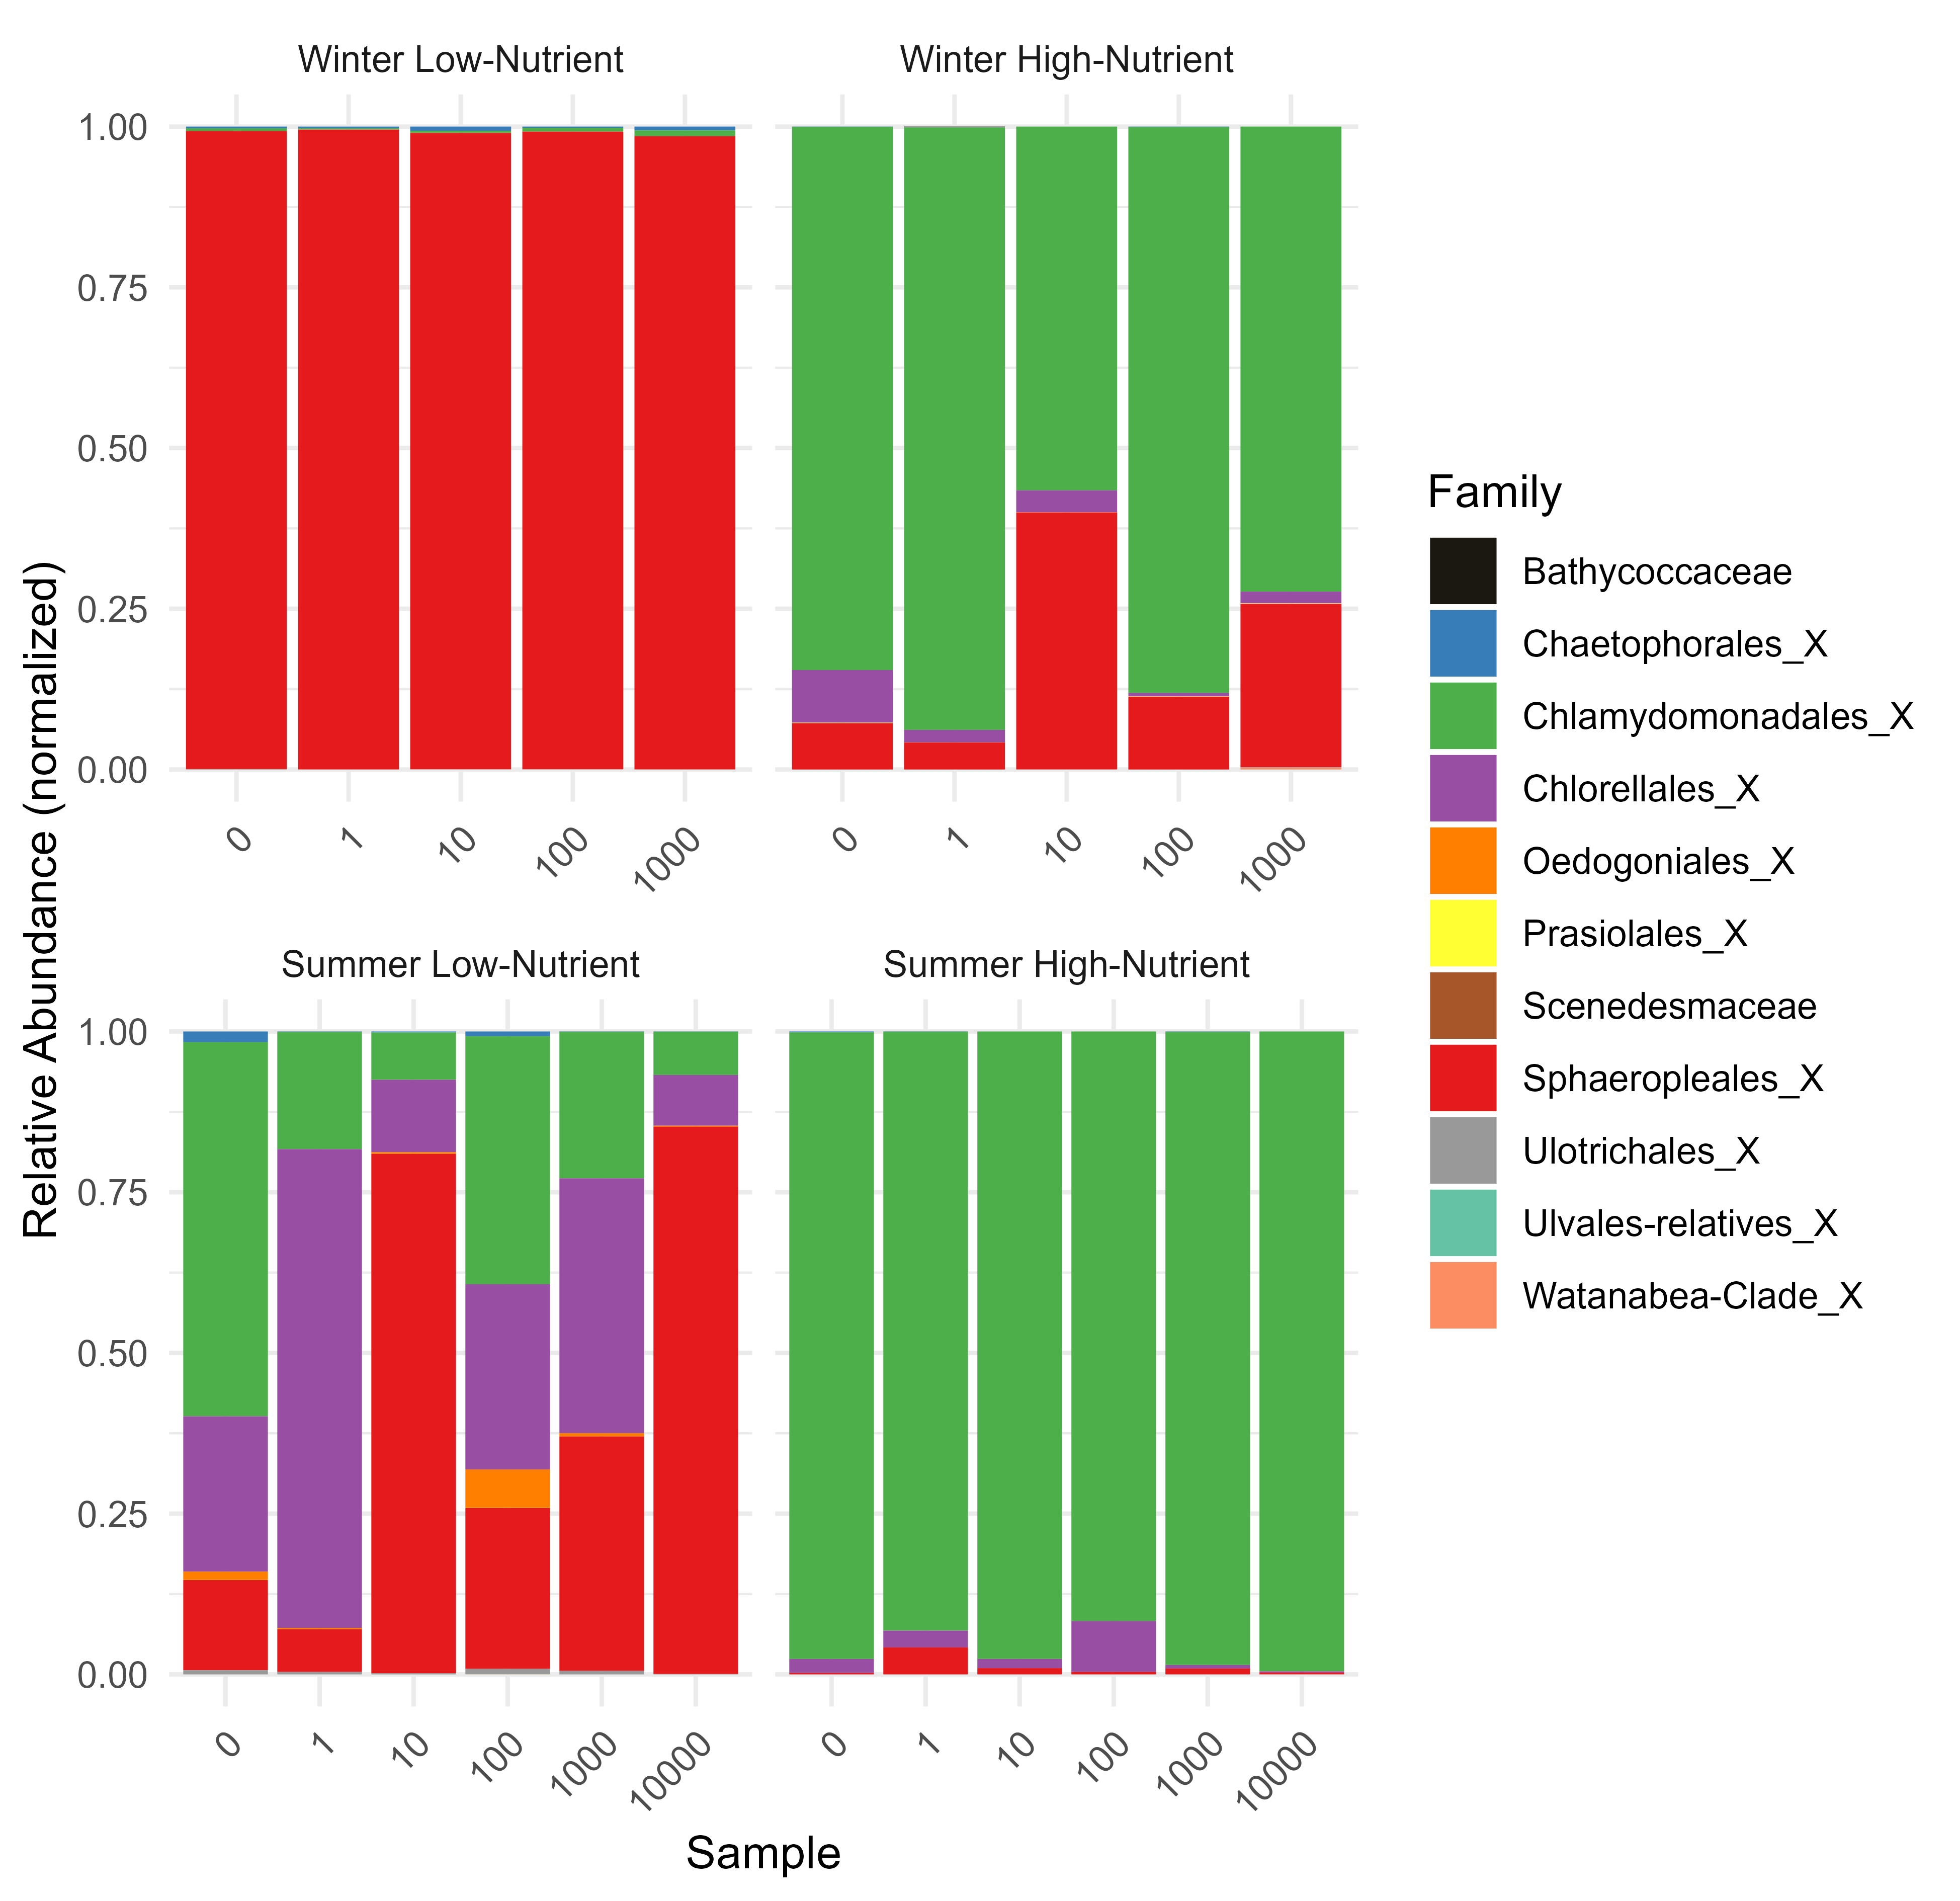 Winter Low-Nutrient
Winter High-Nutrient
1.00
0.75
0.50
0.25
0.00
0 1 10 100 1000
0 1 10 100 1000
Summer Low-Nutrient
Summer High-Nutrient
1.00
0.75
0.50
0.25
0.00
0 1 10 100 1000 10000
0 1 10 100 1000 10000
Relative Abundance (normalized)
Sample
Family
Bathycoccaceae
Chaetophorales_X
Chlamydomonadales_X
Chlorellales_X
Oedogoniales_X
Prasiolales_X
Scenedesmaceae
Sphaeropleales_X
Ulotrichales_X
Ulvales-relatives_X
Watanabea-Clade_X